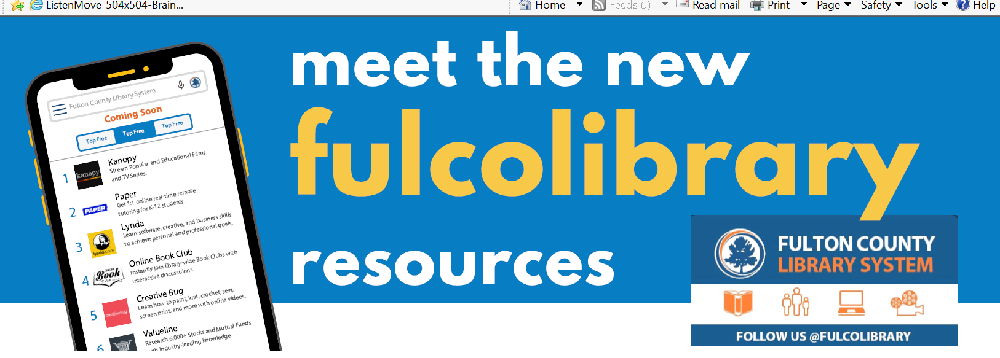 ListenMove_504x504-Brain...
Home
Feeds (J)
Read mail
Print
Page
Safety
Tools
Help
meet the new
fulcolibrary
resources
Fulton County Library System
Coming Soon
Top Free
Top Free
Top Free
1
kanopy
Kanopy
Stream Popular and Educational Films
and TV Series.
2
PAPER
Paper
Get 1:1 online real-time remote
tutoring for K-12 students.
3
lynda.com
Lynda
Learn software, creative, and business skills
to achieve personal and professional goals.
4
ONLINE
Book
CLUB
Online Book Club
Instantly join library-wide Book Clubs with
interactive discussuions.
5
creativebug
Creative Bug
Learn how to paint, knit, crochet, sew,
screen print, and more with online videos.
6
Valueline
Research 6,000+ Stocks and Mutual Funds
with Industry-leading knowledge.
FULTON COUNTY
LIBRARY SYSTEM
FOLLOW US @FULCOLIBRARY